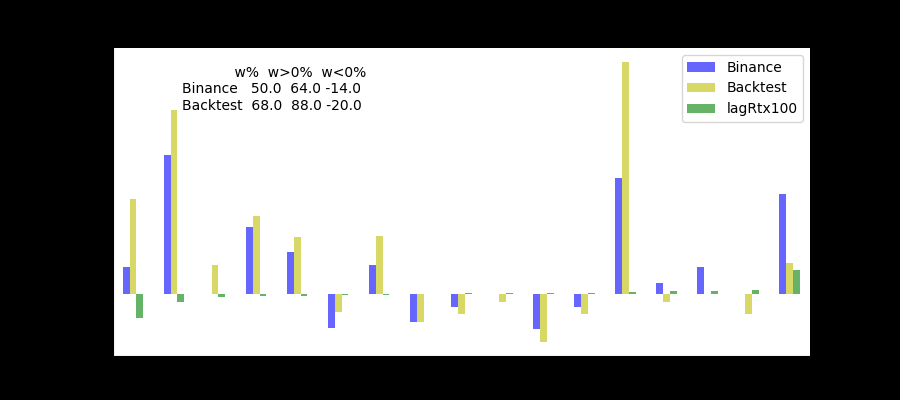 w%  w>0%  w<0%
Binance   50.0  64.0 -14.0
Backtest  68.0  88.0 -20.0
Binance
Backtest
lagRtx100